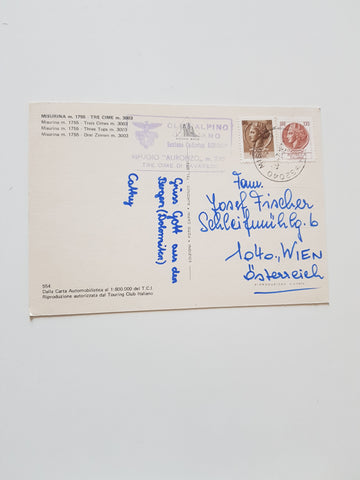 MISURINA m. 1755 - TRE CIME m. 3003
Misurina m. 1755 - Trois Cimes m. 3003
Misurina m. 1755 - Three Tops m. 3003
Misurina m. 1755 - Drei Zinnen m. 3003
CLUB ALPINO
RIFUGIO "AURONZO"
TRE CIME DI LAVAREDO
Grüss Gott aus den
Bergen (Dolomiten)
Cathy
Fam.
Josef Fischer
Schleifmühlg. 6
1040, WIEN
Österreich
554
Dalla Carta Automobilistica al 1:800.000 del T.C.I.
Riproduzione autorizzata dal Touring Club Italiano